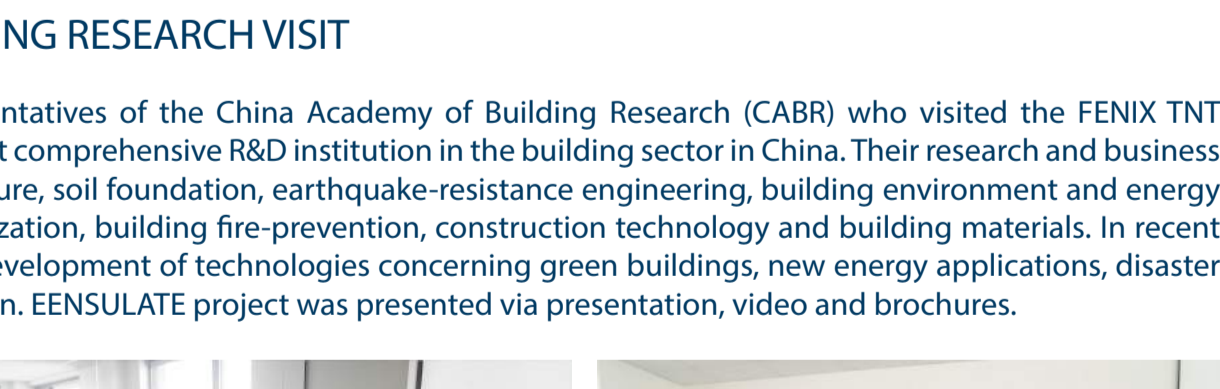 NG RESEARCH VISIT
ntatives of the China Academy of Building Research (CABR) who visited the FENIX TNT
t comprehensive R&D institution in the building sector in China. Their research and business
ure, soil foundation, earthquake-resistance engineering, building environment and energy
zation, building fire-prevention, construction technology and building materials. In recent
evelopment of technologies concerning green buildings, new energy applications, disaster
n. EENSULATE project was presented via presentation, video and brochures.